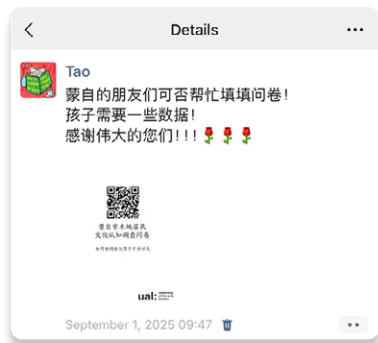 Details
Tao
蒙自的朋友们可否帮忙填填问卷!
孩子需要一些数据!
感谢伟大的您们!!!🌹🌹🌹
蒙自市本地居民
文化认知调查问卷
ual:
September 1, 2025 09:47